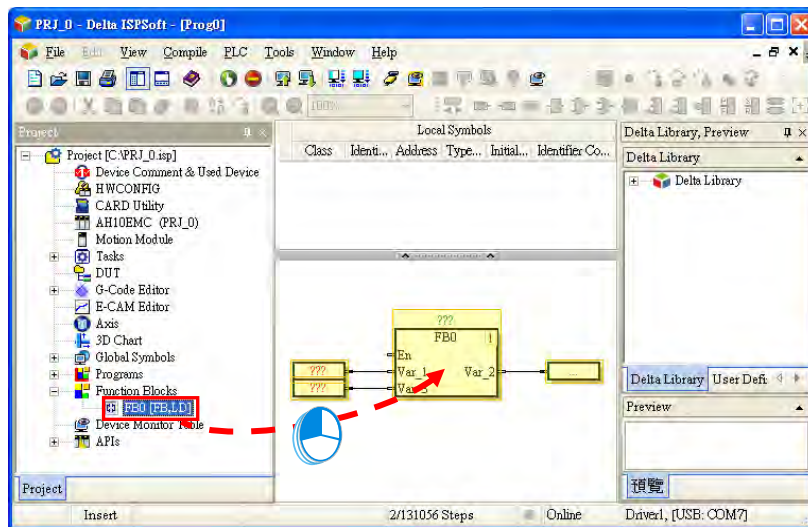 PRJ_0 - Delta ISPSoft - [Prog0]
File Edit View Compile PLC Tools Window Help
100%
Project
Project [C:\PRJ_0.isp]
Device Comment & Used Device
HWCONFIG
CARD Utility
AH10EMC (PRJ_0)
Motion Module
Tasks
DUT
G-Code Editor
E-CAM Editor
Axis
3D Chart
Global Symbols
Programs
Function Blocks
FB0 [FB,LD]
Device Monitor Table
APIs
Project
Local Symbols
Class Identi... Address Type... Initial... Identifier Co...
???
FB0 1
En
??? Var_1 Var_2 ...
???
Delta Library, Preview
Delta Library
Delta Library
Delta Library User Defi
Preview
預覽
Insert 2/131056 Steps Online Driver1, [USB: COM7]